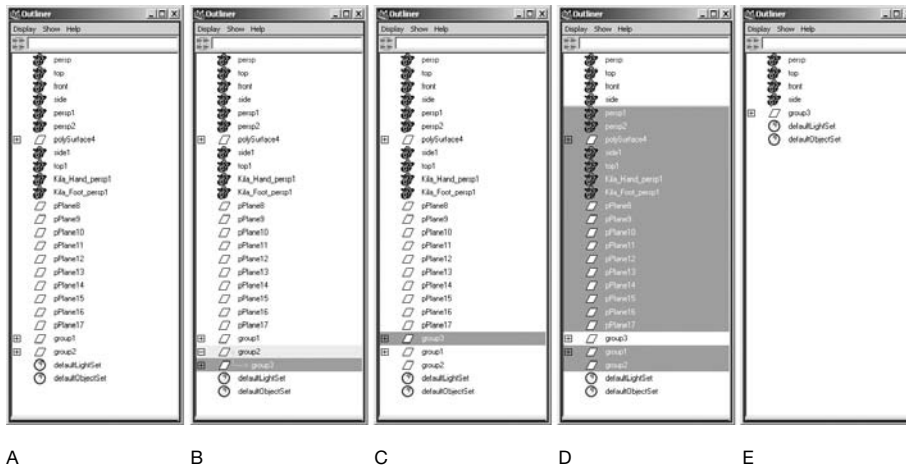 Outliner
Display Show Help
persp
top
front
side
persp1
persp2
polySurface4
side1
top1
Kila_Hand_persp1
Kila_Foot_persp1
pPlane8
pPlane9
pPlane10
pPlane11
pPlane12
pPlane13
pPlane14
pPlane15
pPlane16
pPlane17
group1
group2
defaultLightSet
defaultObjectSet
A
Outliner
Display Show Help
persp
top
front
side
persp1
persp2
polySurface4
side1
top1
Kila_Hand_persp1
Kila_Foot_persp1
pPlane8
pPlane9
pPlane10
pPlane11
pPlane12
pPlane13
pPlane14
pPlane15
pPlane16
pPlane17
group1
group2
group3
defaultLightSet
defaultObjectSet
B
Outliner
Display Show Help
persp
top
front
side
persp1
persp2
polySurface4
side1
top1
Kila_Hand_persp1
Kila_Foot_persp1
pPlane8
pPlane9
pPlane10
pPlane11
pPlane12
pPlane13
pPlane14
pPlane15
pPlane16
pPlane17
group3
group1
group2
defaultLightSet
defaultObjectSet
C
Outliner
Display Show Help
persp
top
front
side
persp1
persp2
polySurface4
side1
top1
Kila_Hand_persp1
Kila_Foot_persp1
pPlane8
pPlane9
pPlane10
pPlane11
pPlane12
pPlane13
pPlane14
pPlane15
pPlane16
pPlane17
group3
group1
group2
defaultLightSet
defaultObjectSet
D
Outliner
Display Show Help
persp
top
front
side
group3
defaultLightSet
defaultObjectSet
E